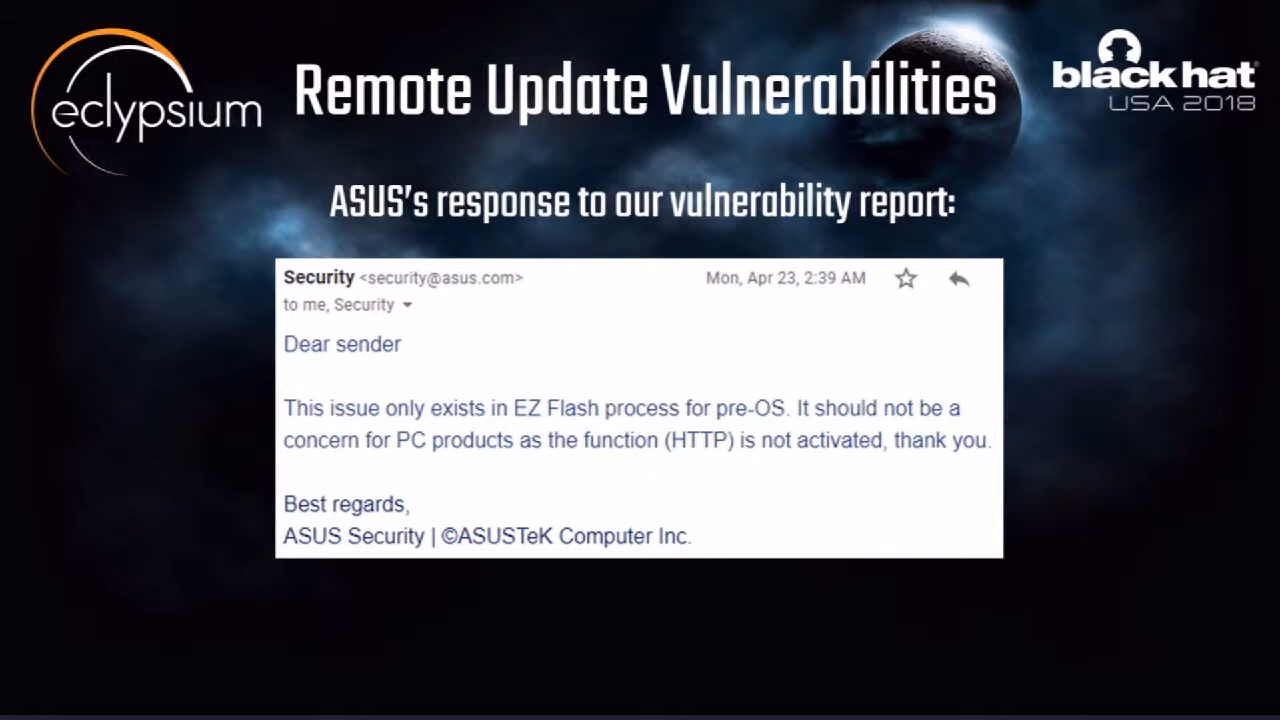 eclypsium
Remote Update Vulnerabilities
black hat®
USA 2018
ASUS's response to our vulnerability report:
Security <security@asus.com>
Mon, Apr 23, 2:39 AM
to me, Security
Dear sender
This issue only exists in EZ Flash process for pre-OS. It should not be a
concern for PC products as the function (HTTP) is not activated, thank you.
Best regards,
ASUS Security | ©ASUSTeK Computer Inc.